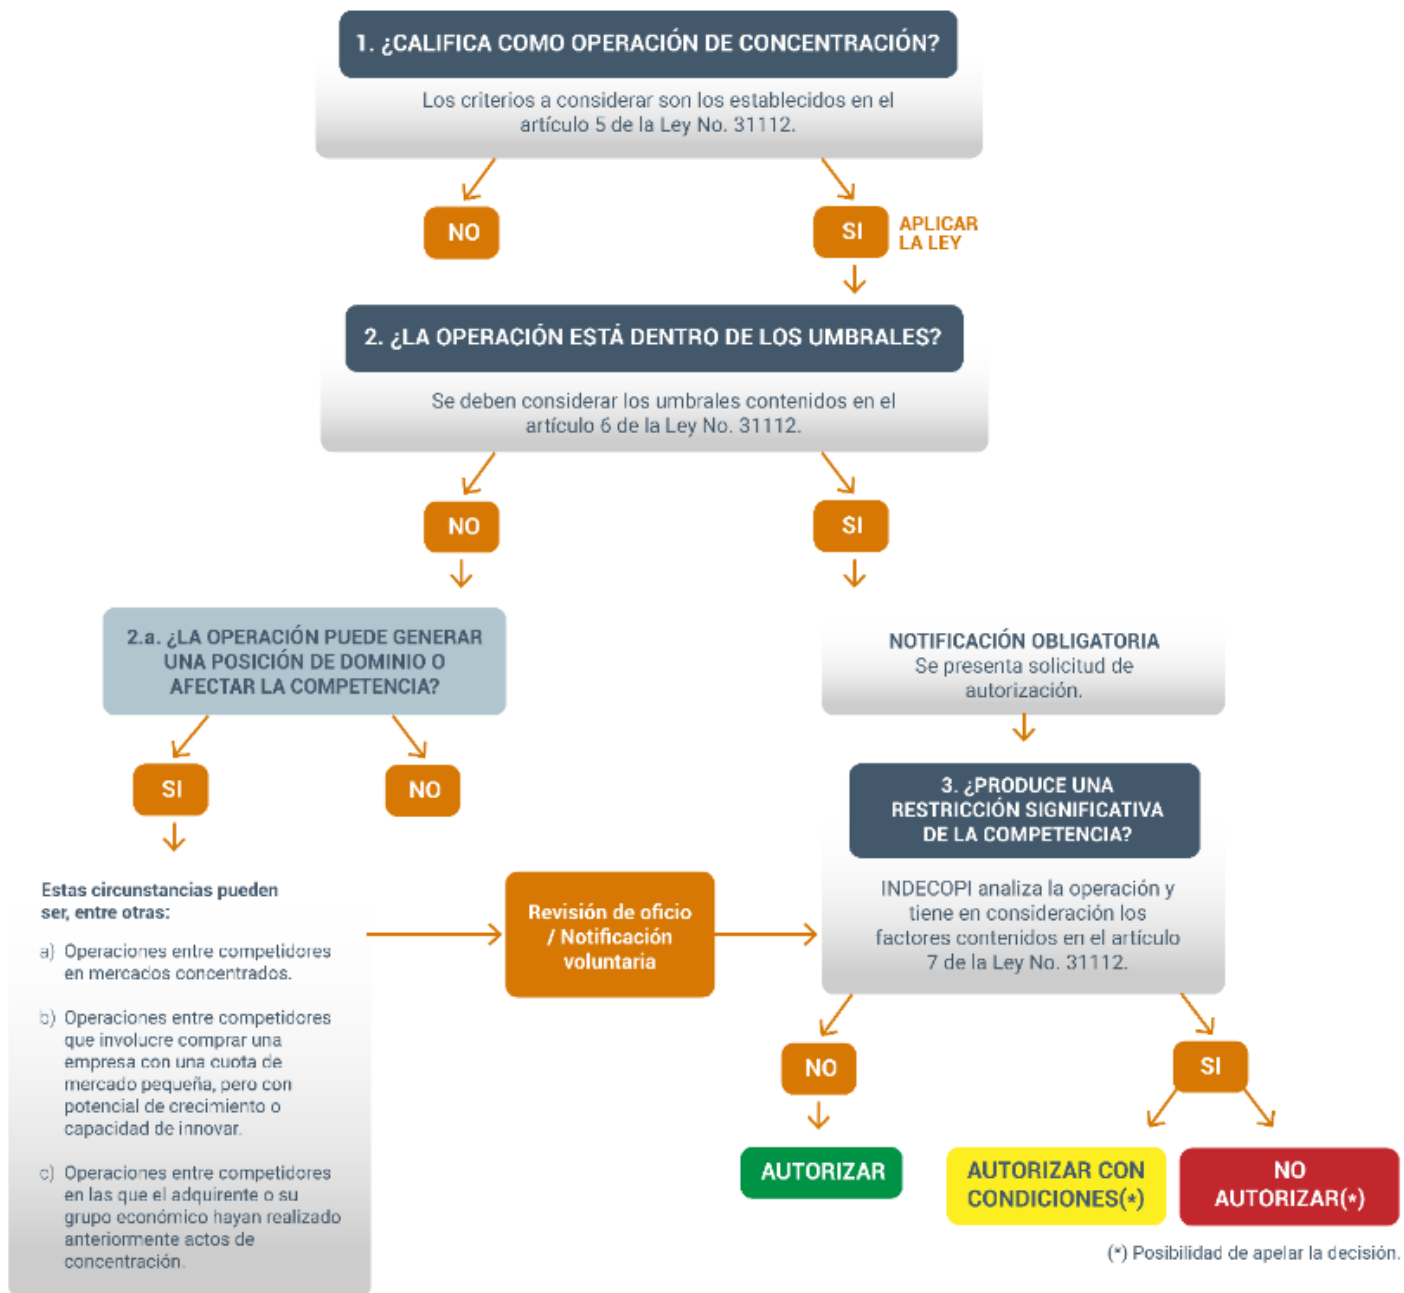 1. ¿CALIFICA COMO OPERACIÓN DE CONCENTRACIÓN?
Los criterios a considerar son los establecidos en el
artículo 5 de la Ley No. 31112.
NO
SI
APLICAR
LA LEY
2. ¿LA OPERACIÓN ESTÁ DENTRO DE LOS UMBRALES?
Se deben considerar los umbrales contenidos en el
artículo 6 de la Ley No. 31112.
NO
SI
2.a. ¿LA OPERACIÓN PUEDE GENERAR
UNA POSICIÓN DE DOMINIO O
AFECTAR LA COMPETENCIA?
SI
NO
Estas circunstancias pueden
ser, entre otras:
a) Operaciones entre competidores
en mercados concentrados.
b) Operaciones entre competidores
que involucre comprar una
empresa con una cuota de
mercado pequeña, pero con
potencial de crecimiento o
capacidad de innovar.
c) Operaciones entre competidores
en las que el adquirente o su
grupo económico hayan realizado
anteriormente actos de
concentración.
Revisión de oficio
/ Notificación
voluntaria
NOTIFICACIÓN OBLIGATORIA
Se presenta solicitud de
autorización.
3. ¿PRODUCE UNA
RESTRICCIÓN SIGNIFICATIVA
DE LA COMPETENCIA?
INDECOPI analiza la operación y
tiene en consideración los
factores contenidos en el artículo
7 de la Ley No. 31112.
NO
SI
AUTORIZAR
AUTORIZAR CON
CONDICIONES(*)
NO
AUTORIZAR(*)
(*) Posibilidad de apelar la decisión.